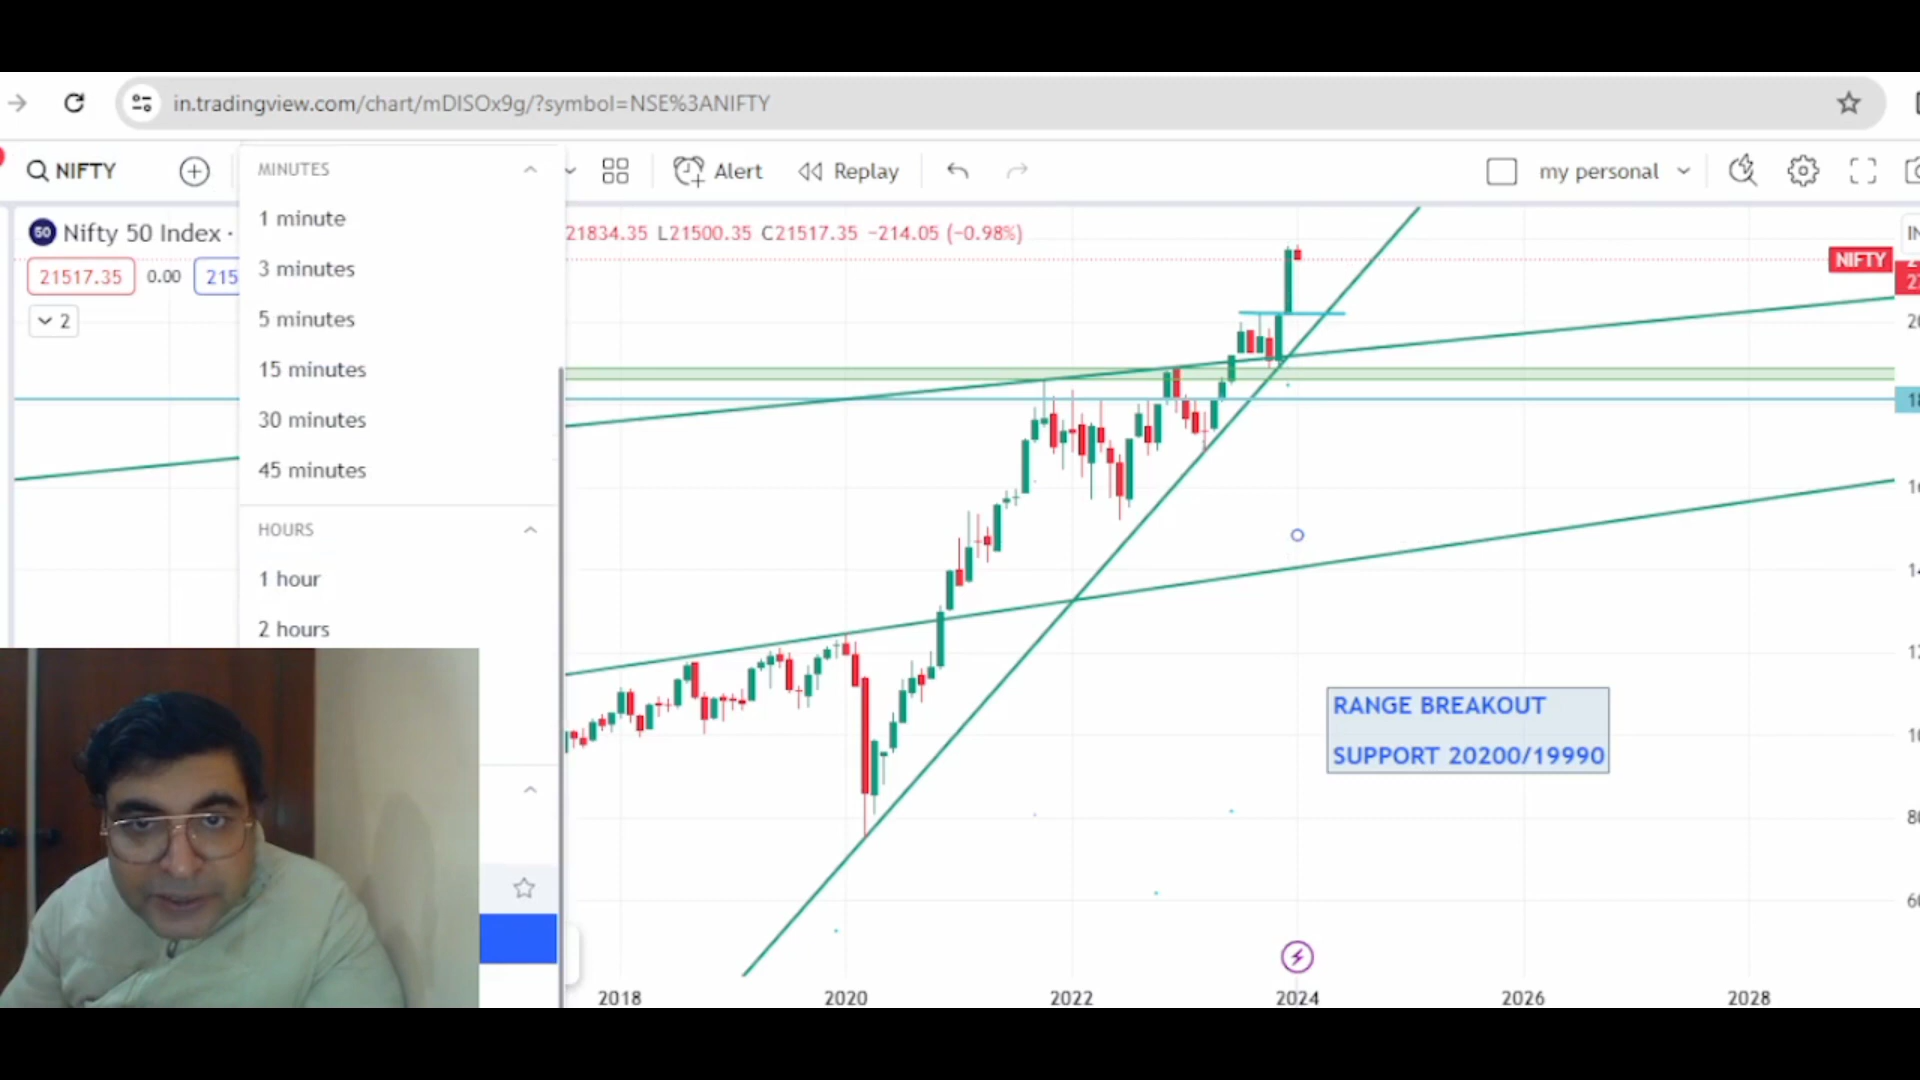 in.tradingview.com/chart/mDISOx9g/?symbol=NSE%3ANIFTY
NIFTY
Alert
Replay
my personal
MINUTES
1 minute
3 minutes
5 minutes
15 minutes
30 minutes
45 minutes
HOURS
1 hour
2 hours
50 Nifty 50 Index ·
21834.35 L21500.35 C21517.35 −214.05 (−0.98%)
21517.35 0.00 215
2
NIFTY
RANGE BREAKOUT
SUPPORT 20200/19990
2018 2020 2022 2024 2026 2028